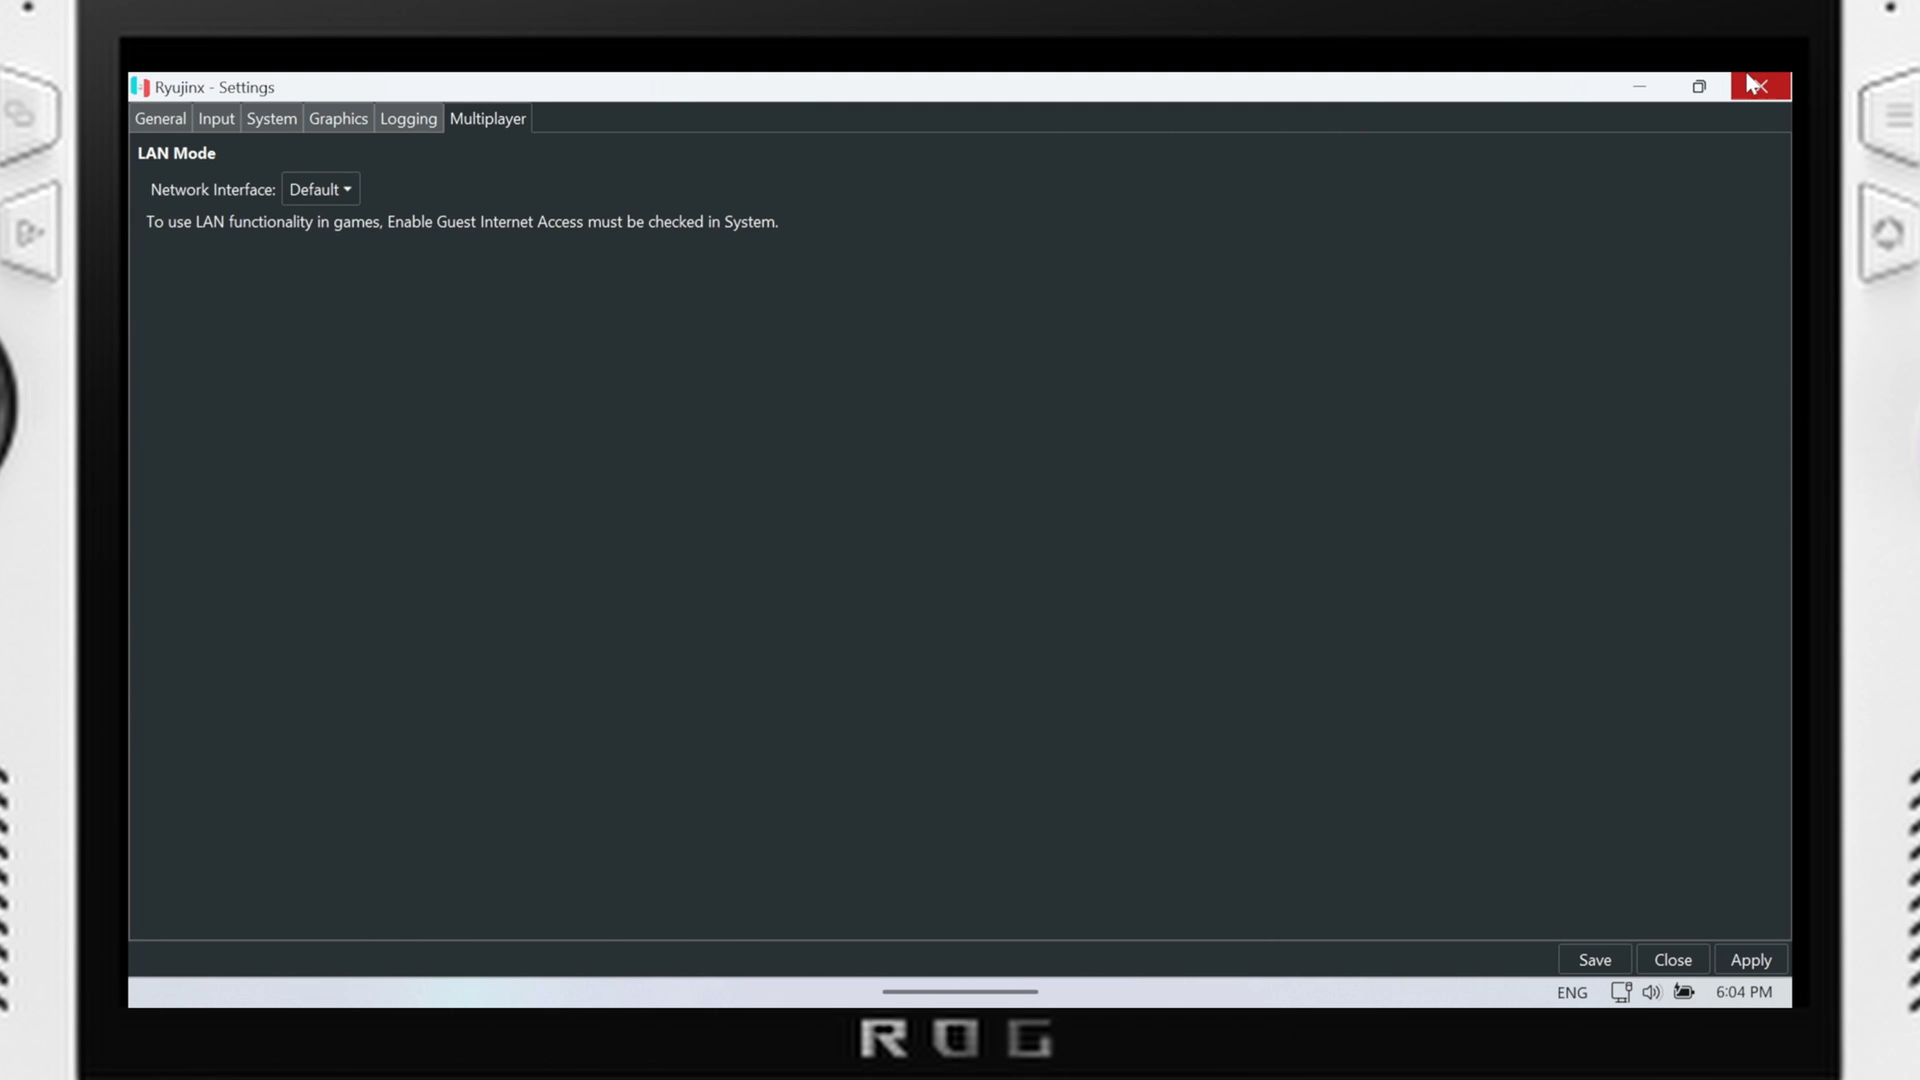 Ryujinx - Settings
General Input System Graphics Logging Multiplayer
LAN Mode
Network Interface: Default
To use LAN functionality in games, Enable Guest Internet Access must be checked in System.
Save Close Apply
ENG 6:04 PM
ROG